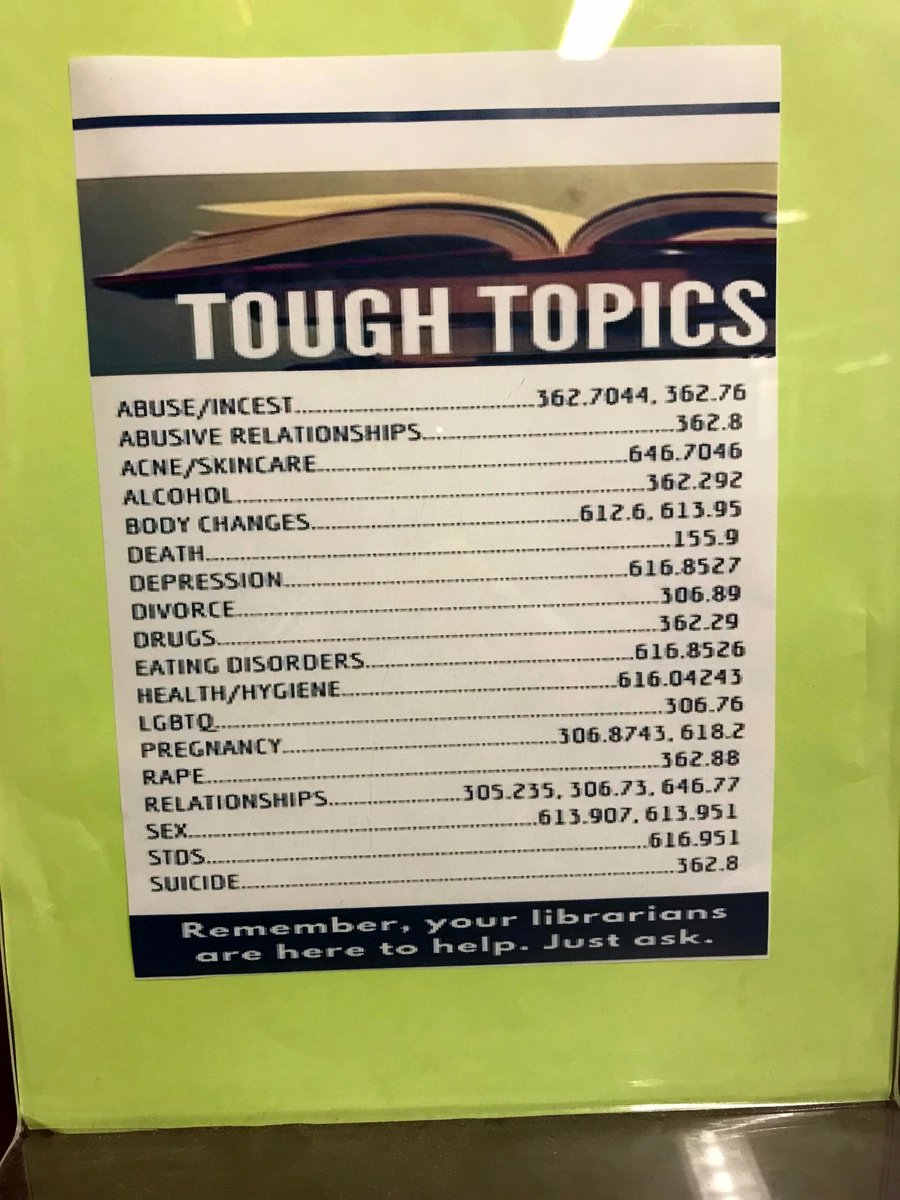 TOUGH TOPICS
ABUSE/INCEST........................................362.7044, 362.76
ABUSIVE RELATIONSHIPS..........................................362.8
ACNE/SKINCARE....................................................646.7046
ALCOHOL....................................................................362.292
BODY CHANGES.............................................612.6, 613.95
DEATH..............................................................................155.9
DEPRESSION..........................................................616.8527
DIVORCE......................................................................306.89
DRUGS..........................................................................362.29
EATING DISORDERS..............................................616.8526
HEALTH/HYGIENE..............................................616.04243
LGBTQ..........................................................................306.76
PREGNANCY..............................................306.8743, 618.2
RAPE.............................................................................362.88
RELATIONSHIPS......................305.235, 306.73, 646.77
SEX............................................................613.907, 613.951
STDS............................................................................616.951
SUICIDE..........................................................................362.8
Remember, your librarians
are here to help. Just ask.